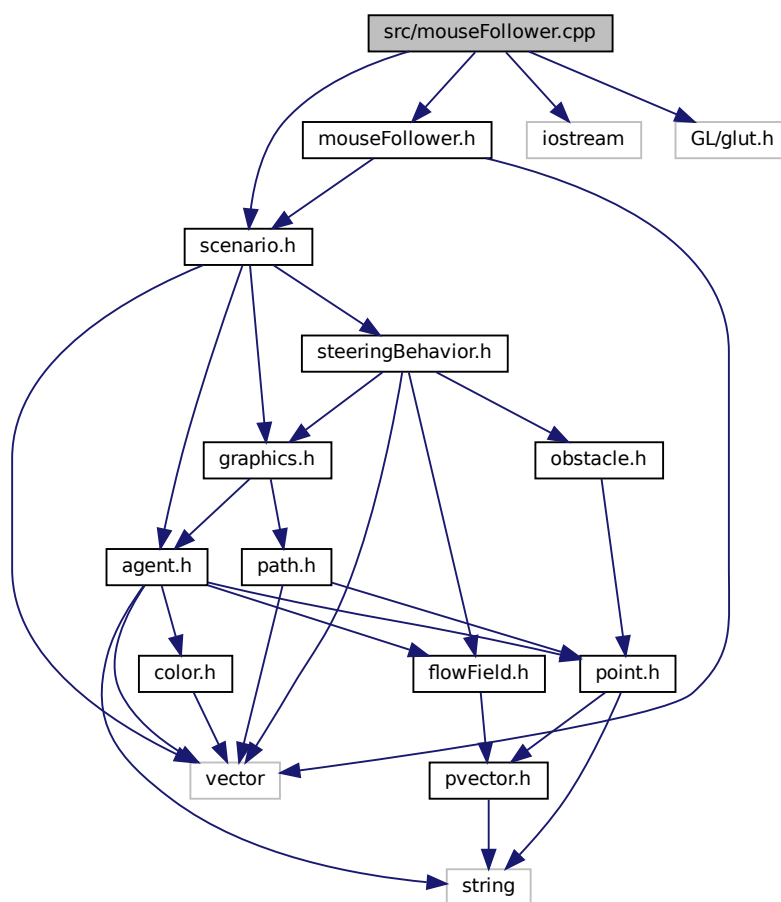 src/mouseFollower.cpp
mouseFollower.h
iostream
GL/glut.h
scenario.h
steeringBehavior.h
graphics.h
obstacle.h
agent.h
path.h
color.h
flowField.h
point.h
vector
pvector.h
string